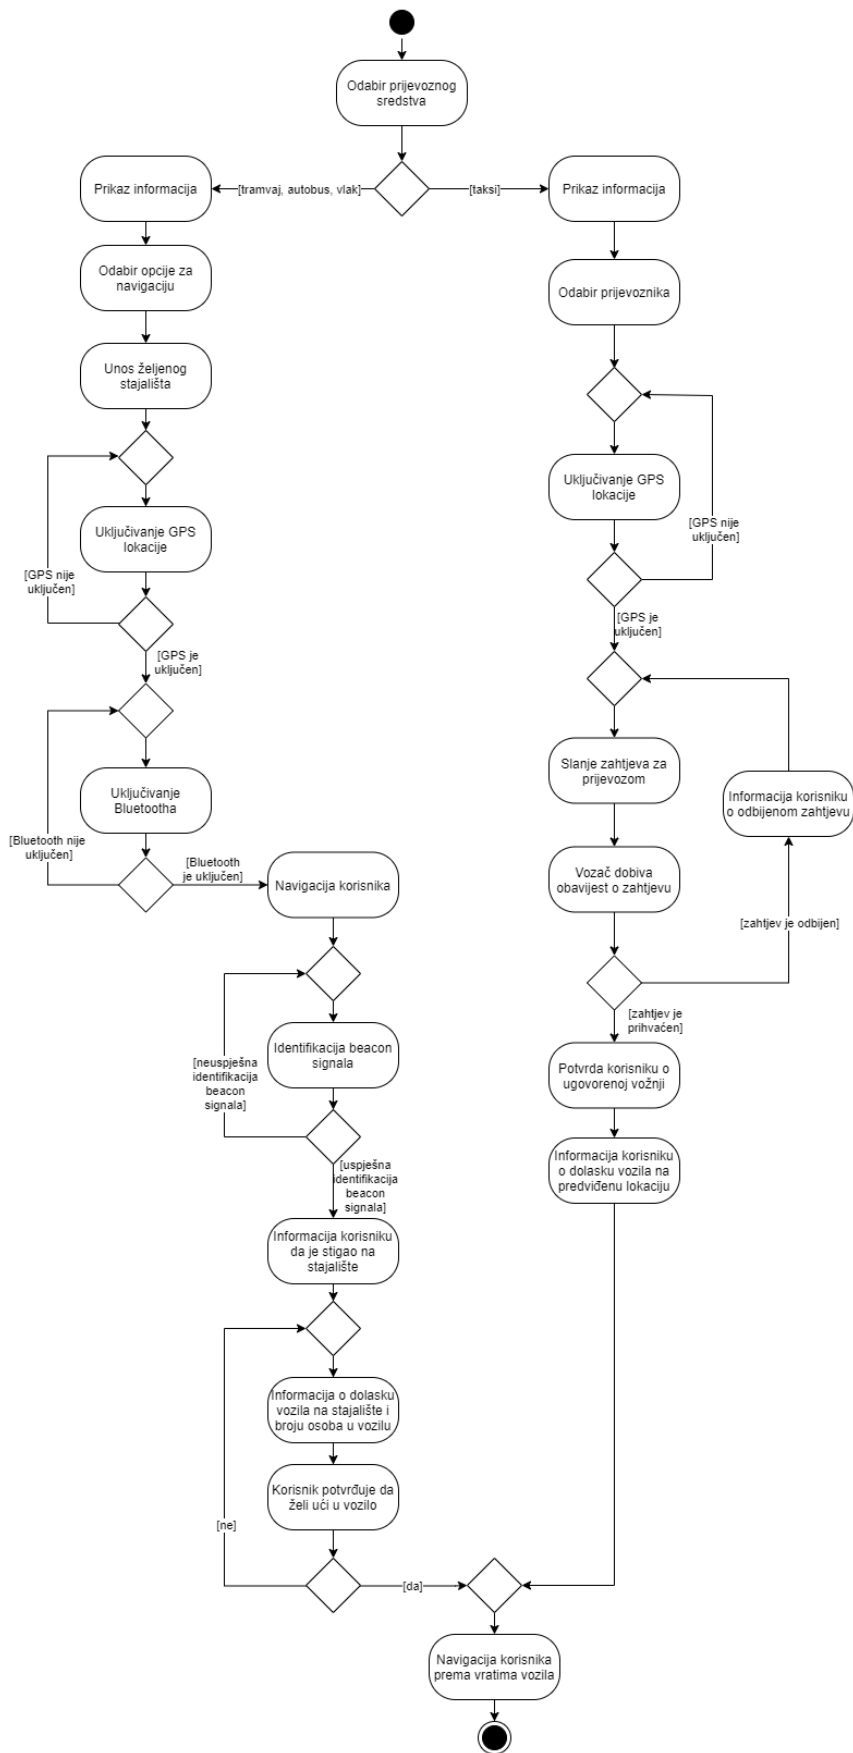 Odabir prijevoznog
sredstva
[tramvaj, autobus, vlak]
[taksi]
Prikaz informacija
Prikaz informacija
Odabir opcije za
navigaciju
Odabir prijevoznika
Unos željenog
stajališta
Uključivanje GPS
lokacije
Uključivanje GPS
lokacije
[GPS nije
uključen]
[GPS nije
uključen]
[GPS je
uključen]
[GPS je
uključen]
Uključivanje
Bluetootha
Slanje zahtjeva za
prijevozom
Informacija korisniku
o odbijenom zahtjevu
[Bluetooth nije
uključen]
[Bluetooth
je uključen]
Navigacija korisnika
Vozač dobiva
obavijest o zahtjevu
[zahtjev je odbijen]
[zahtjev je
prihvaćen]
Identifikacija beacon
signala
[neuspješna
identifikacija
beacon
signala]
Potvrda korisniku o
ugovorenoj vožnji
[uspješna
identifikacija
beacon
signala]
Informacija korisniku
o dolasku vozila na
predviđenu lokaciju
Informacija korisniku
da je stigao na
stajalište
Informacija o dolasku
vozila na stajalište i
broju osoba u vozilu
Korisnik potvrđuje da
želi ući u vozilo
[ne]
[da]
Navigacija korisnika
prema vratima vozila